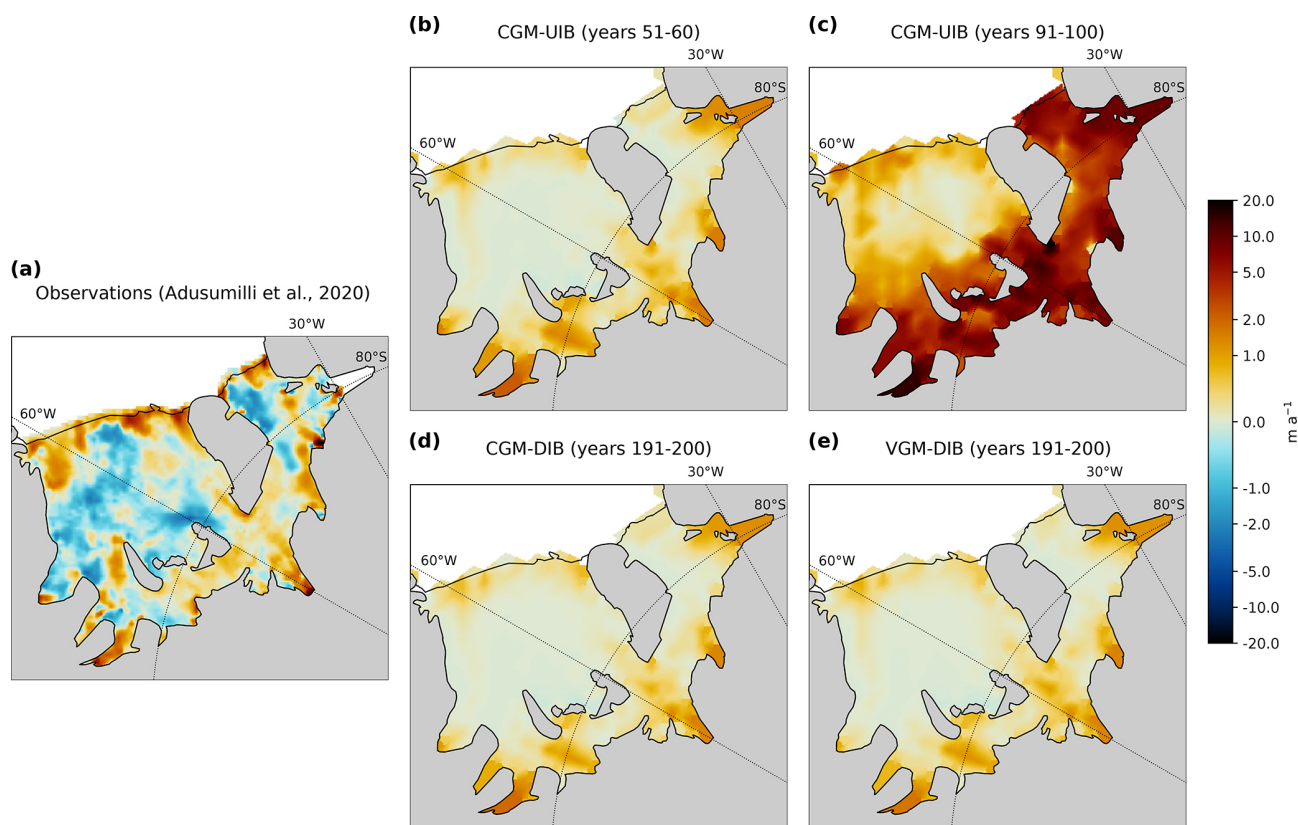 (a)
Observations (Adusumilli et al., 2020)
30°W
80°S
60°W
(b)
CGM-UIB (years 51-60)
30°W
80°S
60°W
(c)
CGM-UIB (years 91-100)
30°W
80°S
60°W
(d)
CGM-DIB (years 191-200)
30°W
80°S
60°W
(e)
VGM-DIB (years 191-200)
30°W
80°S
60°W
20.0
10.0
5.0
2.0
1.0
0.0
-1.0
-2.0
-5.0
-10.0
-20.0
m a⁻¹